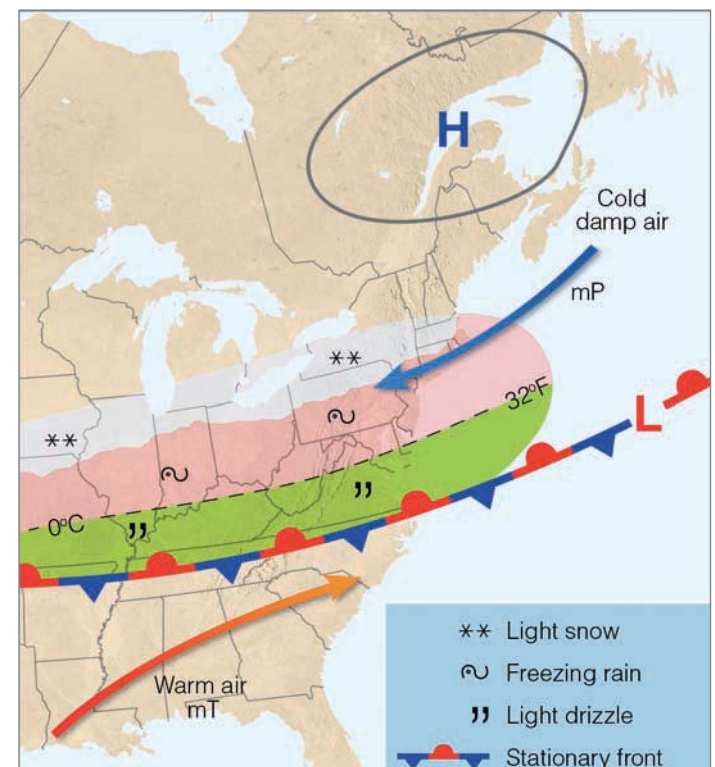 H
Cold
damp air
mP
**
32°F
L
**
0°C
Warm air
mT
** Light snow
Freezing rain
,, Light drizzle
Stationary front